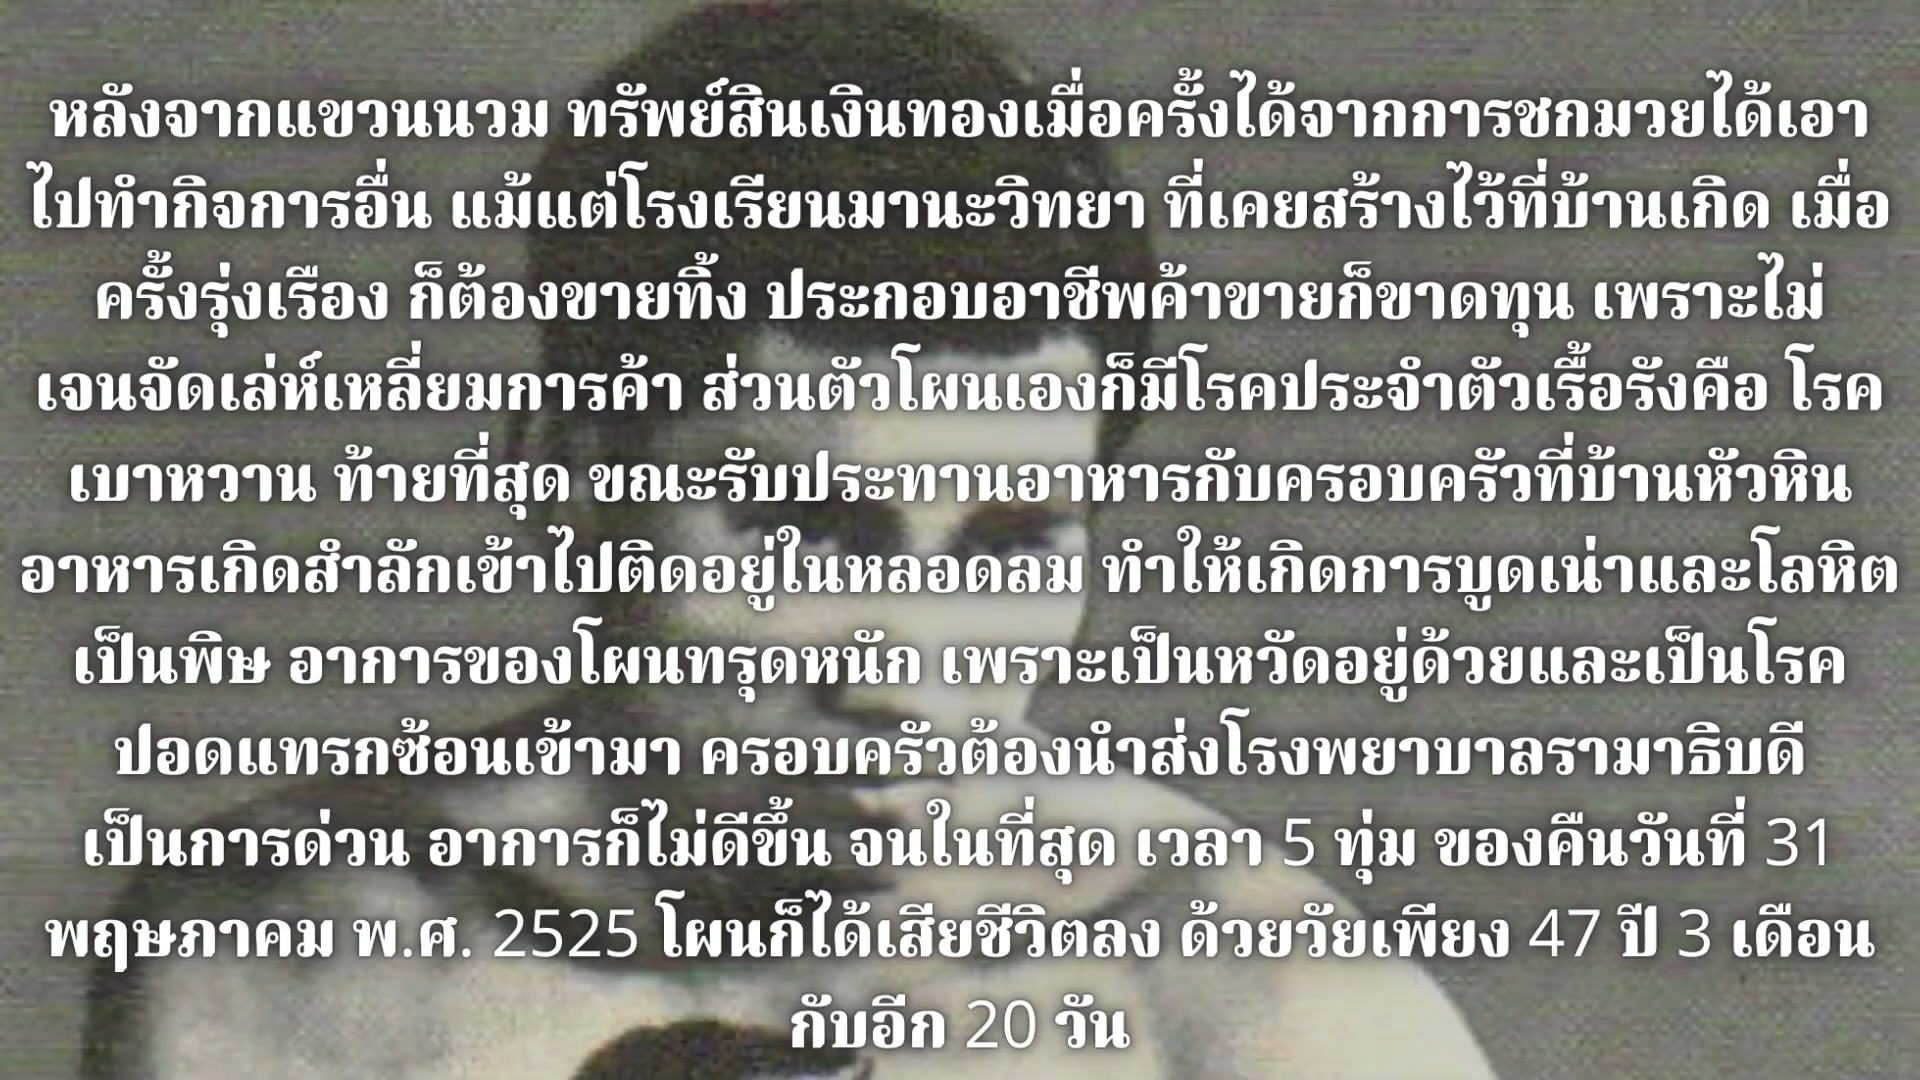 หลังจากแขวนนวม ทรัพย์สินเงินทองเมื่อครั้งได้จากการชกมวยได้เอา
ไปทำกิจการอื่น แม้แต่โรงเรียนมานะวิทยา ที่เคยสร้างไว้ที่บ้านเกิด เมื่อ
ครั้งรุ่งเรือง ก็ต้องขายทิ้ง ประกอบอาชีพค้าขายก็ขาดทุน เพราะไม่
เจนจัดเล่ห์เหลี่ยมการค้า ส่วนตัวโผนเองก็มีโรคประจำตัวเรื้อรังคือ โรค
เบาหวาน ท้ายที่สุด ขณะรับประทานอาหารกับครอบครัวที่บ้านหัวหิน
อาหารเกิดสำลักเข้าไปติดอยู่ในหลอดลม ทำให้เกิดการบูดเน่าและโลหิต
เป็นพิษ อาการของโผนทรุดหนัก เพราะเป็นหวัดอยู่ด้วยและเป็นโรค
ปอดแทรกซ้อนเข้ามา ครอบครัวต้องนำส่งโรงพยาบาลรามาธิบดี
เป็นการด่วน อาการก็ไม่ดีขึ้น จนในที่สุด เวลา 5 ทุ่ม ของคืนวันที่ 31
พฤษภาคม พ.ศ. 2525 โผนก็ได้เสียชีวิตลง ด้วยวัยเพียง 47 ปี 3 เดือน
กับอีก 20 วัน